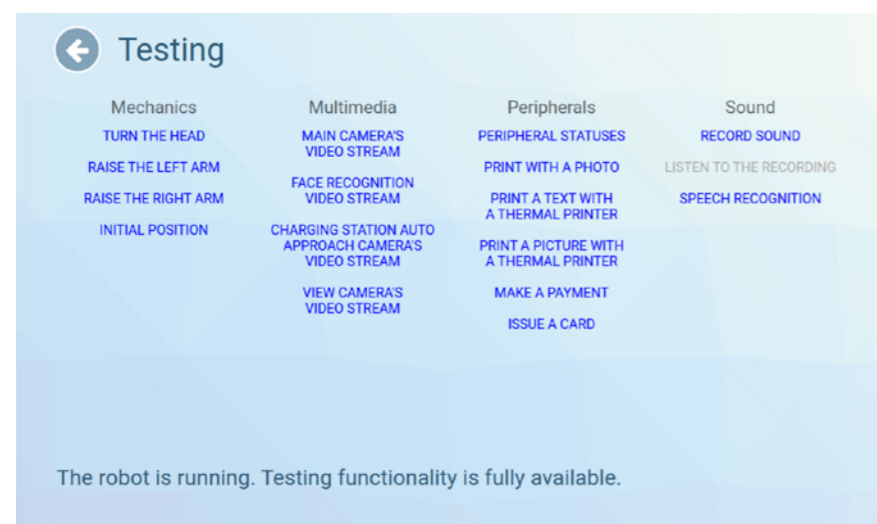 Testing
Mechanics
TURN THE HEAD
RAISE THE LEFT ARM
RAISE THE RIGHT ARM
INITIAL POSITION
Multimedia
MAIN CAMERA'S
VIDEO STREAM
FACE RECOGNITION
VIDEO STREAM
CHARGING STATION AUTO
APPROACH CAMERA'S
VIDEO STREAM
VIEW CAMERA'S
VIDEO STREAM
Peripherals
PERIPHERAL STATUSES
PRINT WITH A PHOTO
PRINT A TEXT WITH
A THERMAL PRINTER
PRINT A PICTURE WITH
A THERMAL PRINTER
MAKE A PAYMENT
ISSUE A CARD
Sound
RECORD SOUND
LISTEN TO THE RECORDING
SPEECH RECOGNITION
The robot is running. Testing functionality is fully available.